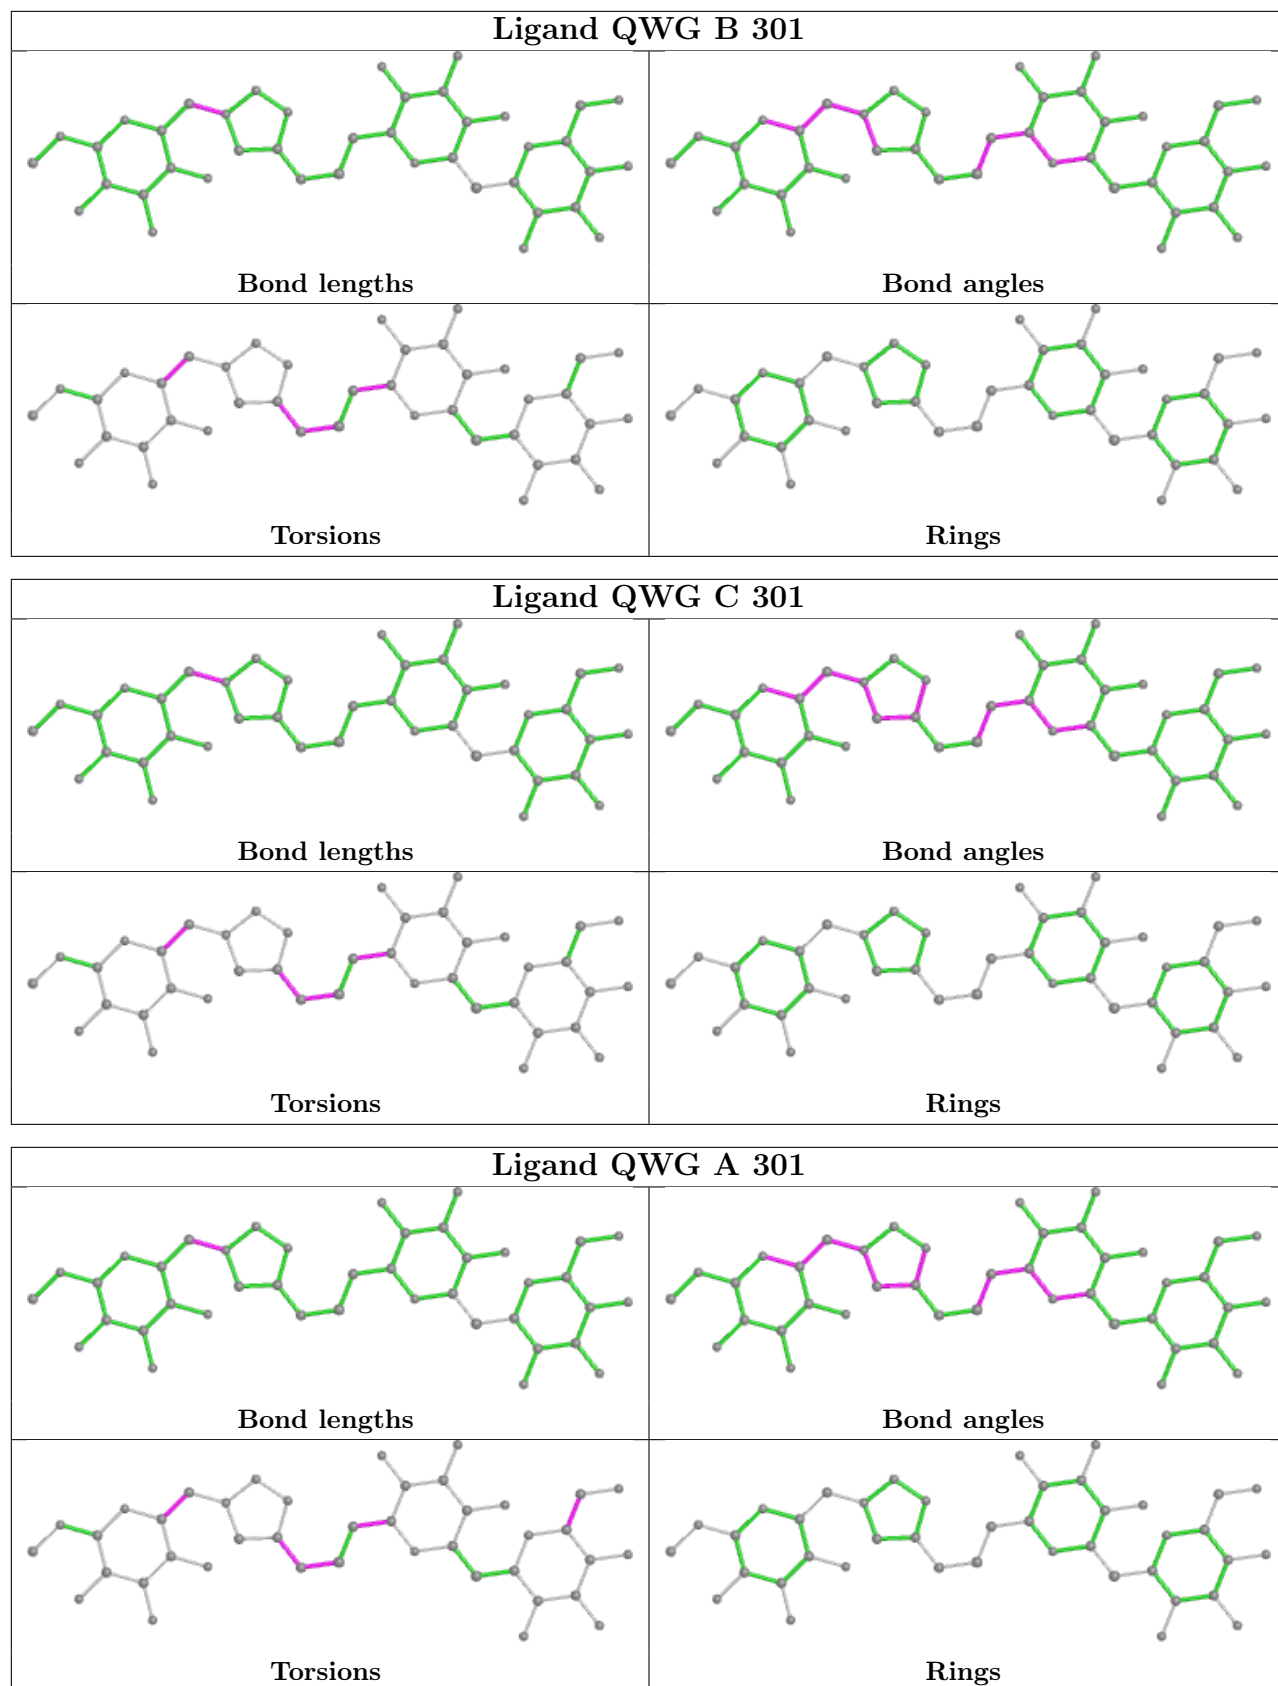 Ligand QWG B 301
Bond lengths
Bond angles
Torsions
Rings
Ligand QWG C 301
Bond lengths
Bond angles
Torsions
Rings
Ligand QWG A 301
Bond lengths
Bond angles
Torsions
Rings